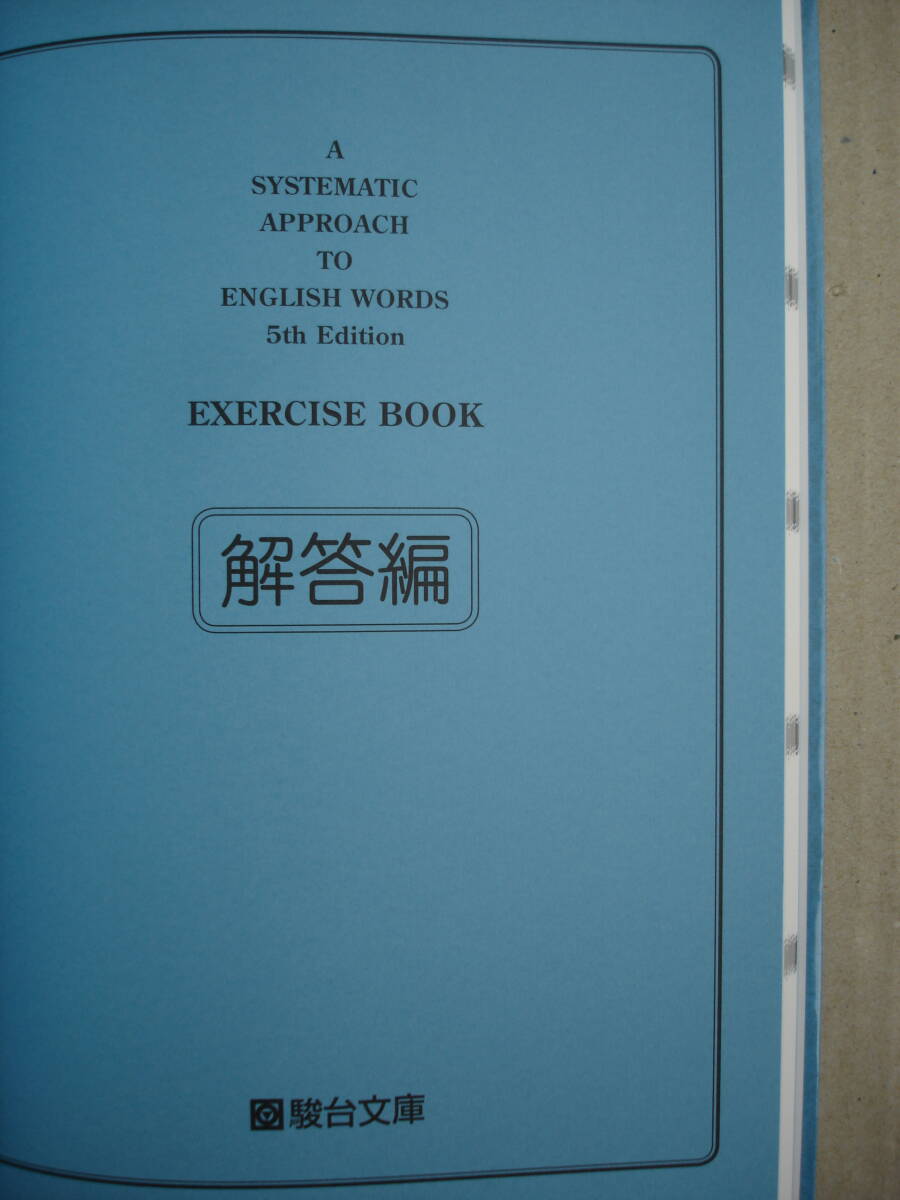 A
SYSTEMATIC
APPROACH
TO
ENGLISH WORDS
5th Edition
EXERCISE BOOK
解答編
駿台文庫